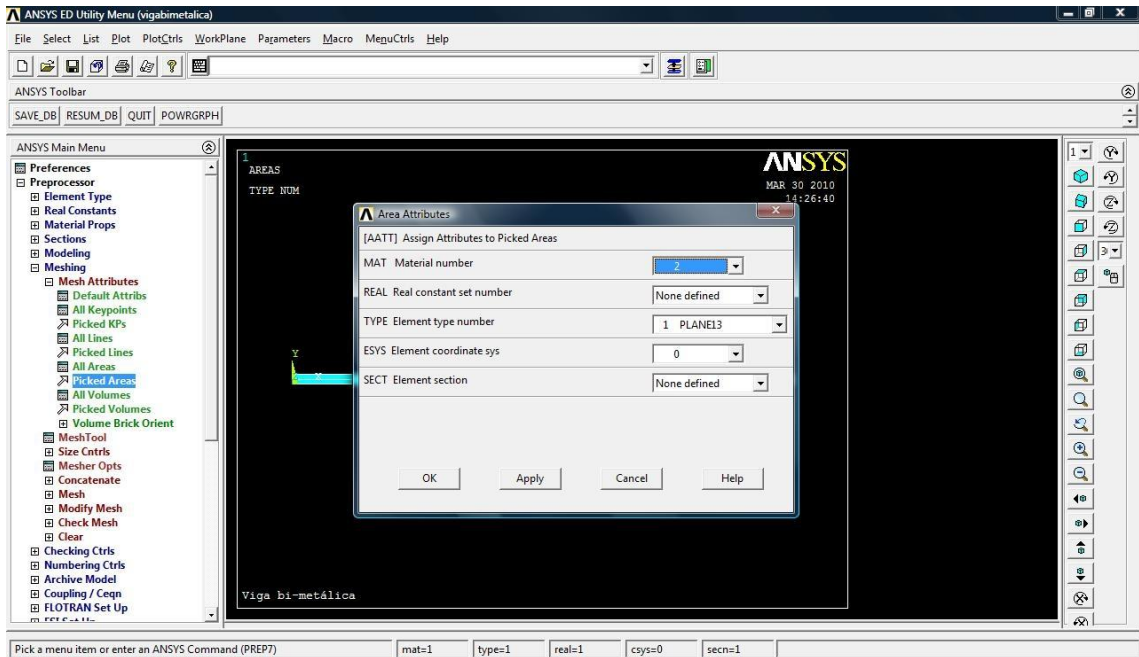 ANSYS ED Utility Menu (vigabimetalica)
File Select List Plot PlotCtrls WorkPlane Parameters Macro MenuCtrls Help
ANSYS Toolbar
SAVE_DB RESUM_DB QUIT POWRGRPH
ANSYS Main Menu
Preferences
Preprocessor
Element Type
Real Constants
Material Props
Sections
Modeling
Meshing
Mesh Attributes
Default Attribs
All Keypoints
Picked KPs
All Lines
Picked Lines
All Areas
Picked Areas
All Volumes
Picked Volumes
Volume Brick Orient
MeshTool
Size Cntrls
Mesher Opts
Concatenate
Mesh
Modify Mesh
Check Mesh
Clear
Checking Ctrls
Numbering Ctrls
Archive Model
Coupling / Ceqn
FLOTRAN Set Up
1
AREAS
TYPE NUM
ANSYS
MAR 30 2010
14:26:40
Area Attributes
[AATT] Assign Attributes to Picked Areas
MAT Material number 2
REAL Real constant set number None defined
TYPE Element type number 1 PLANE13
ESYS Element coordinate sys 0
SECT Element section None defined
OK Apply Cancel Help
Y
X
Viga bi-metálica
1
Pick a menu item or enter an ANSYS Command (PREP7) mat=1 type=1 real=1 csys=0 secn=1